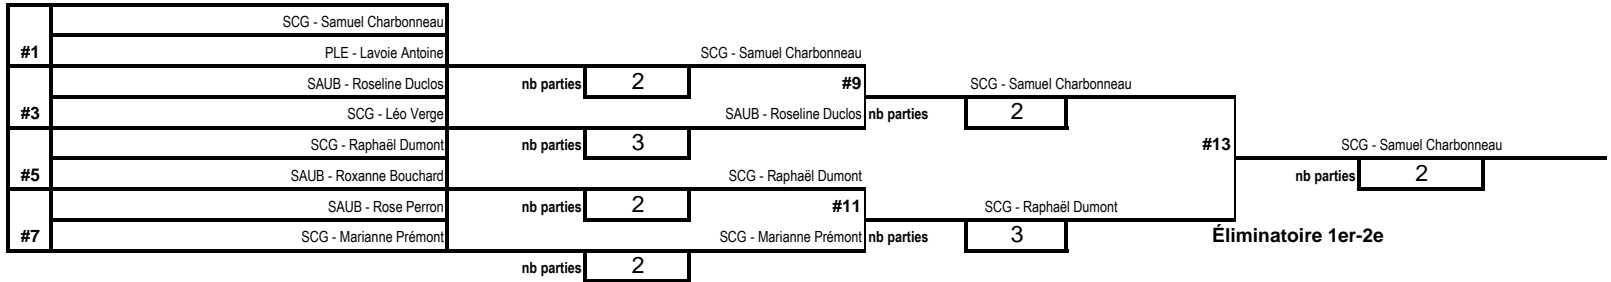 SCG - Samuel Charbonneau
#1 PLE - Lavoie Antoine SCG - Samuel Charbonneau
SAUB - Roseline Duclos nb parties 2 #9 SCG - Samuel Charbonneau
#3 SCG - Léo Verge SAUB - Roseline Duclos nb parties 2
SCG - Raphaël Dumont nb parties 3 #13 SCG - Samuel Charbonneau
#5 SAUB - Roxanne Bouchard SCG - Raphaël Dumont nb parties 2
SAUB - Rose Perron nb parties 2 #11 SCG - Raphaël Dumont
#7 SCG - Marianne Prémont SCG - Marianne Prémont nb parties 3 Éliminatoire 1er-2e
nb parties 2